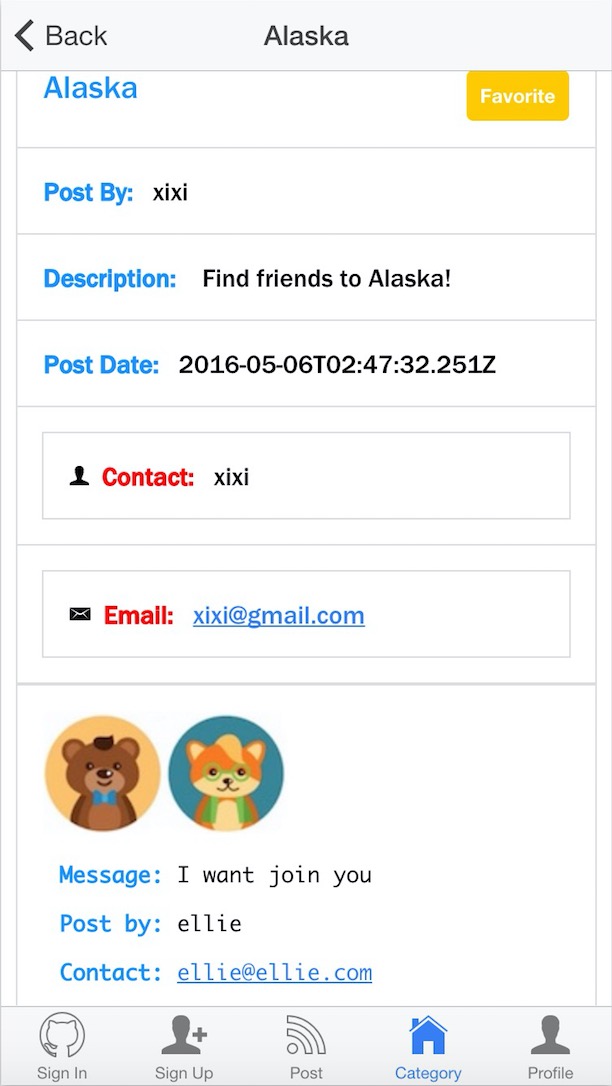 Back Alaska
Alaska
Favorite
Post By: xixi
Description: Find friends to Alaska!
Post Date: 2016-05-06T02:47:32.251Z
Contact: xixi
Email: xixi@gmail.com
Message: I want join you
Post by: ellie
Contact: ellie@ellie.com
Sign In Sign Up Post Category Profile